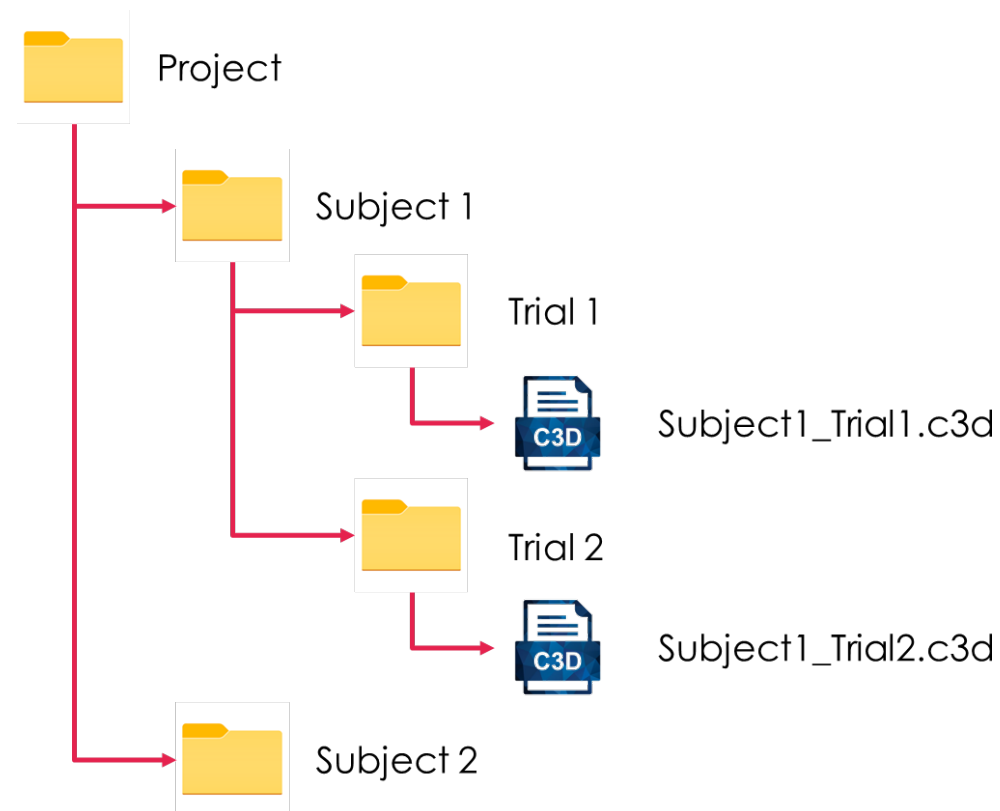 Project
Subject 1
Trial 1
C3D
Subject1_Trial1.c3d
Trial 2
C3D
Subject1_Trial2.c3d
Subject 2